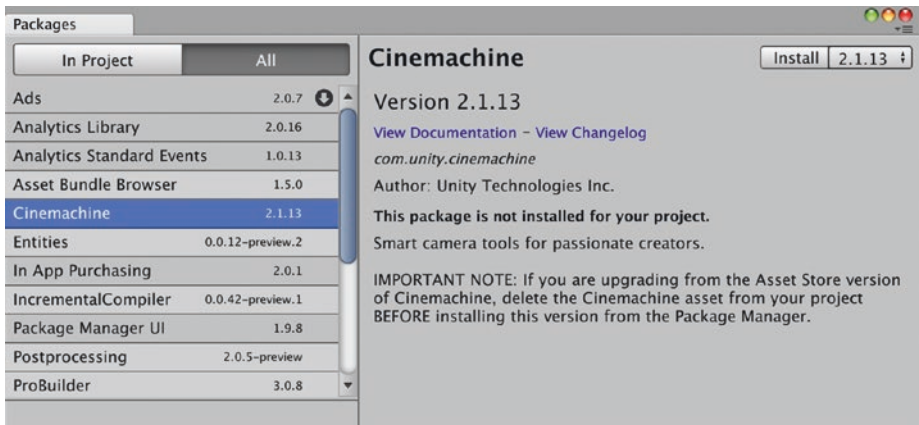 Packages
In Project All
Ads 2.0.7
Analytics Library 2.0.16
Analytics Standard Events 1.0.13
Asset Bundle Browser 1.5.0
Cinemachine 2.1.13
Entities 0.0.12-preview.2
In App Purchasing 2.0.1
IncrementalCompiler 0.0.42-preview.1
Package Manager UI 1.9.8
Postprocessing 2.0.5-preview
ProBuilder 3.0.8
Cinemachine Install 2.1.13
Version 2.1.13
View Documentation - View Changelog
com.unity.cinemachine
Author: Unity Technologies Inc.
This package is not installed for your project.
Smart camera tools for passionate creators.
IMPORTANT NOTE: If you are upgrading from the Asset Store version
of Cinemachine, delete the Cinemachine asset from your project
BEFORE installing this version from the Package Manager.